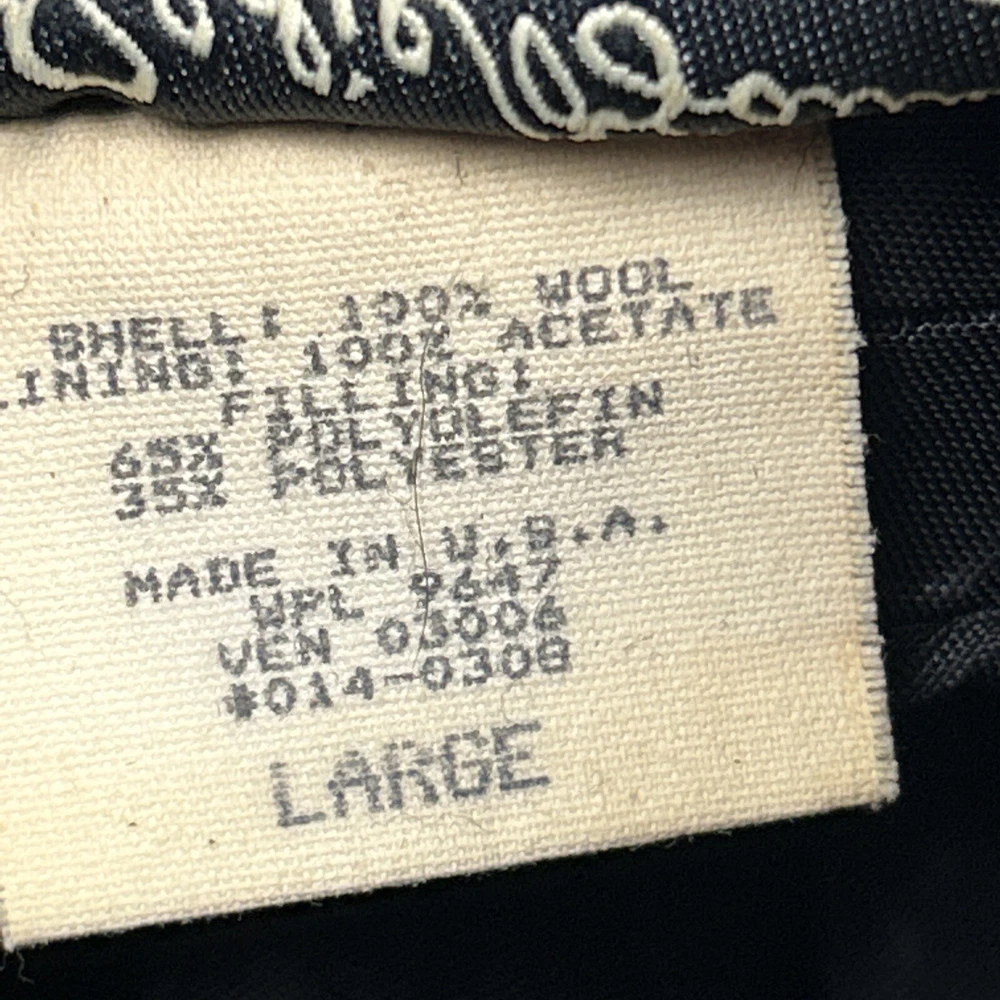 SHELL: 100% WOOL
LINING: 100% ACETATE
FILLING:
65% POLYOLEFIN
35% POLYESTER
MADE IN U.S.A.
WPL 9647
VEN 03006
#014-0308
LARGE